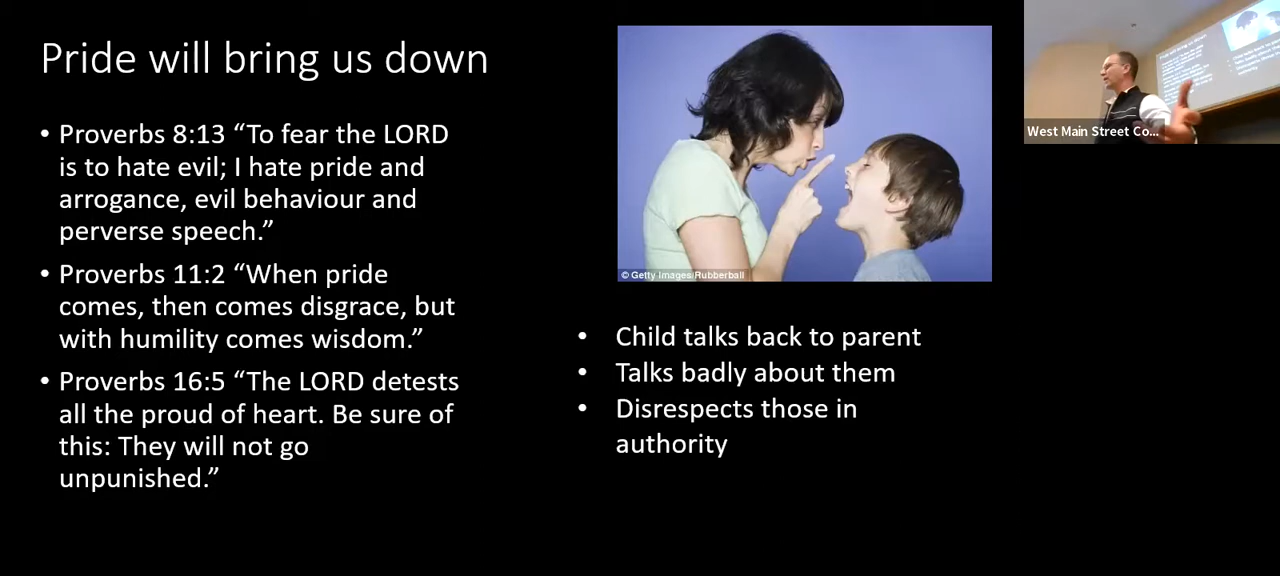 Pride will bring us down
• Proverbs 8:13 “To fear the LORD
is to hate evil; I hate pride and
arrogance, evil behaviour and
perverse speech.”
• Proverbs 11:2 “When pride
comes, then comes disgrace, but
with humility comes wisdom.”
• Proverbs 16:5 “The LORD detests
all the proud of heart. Be sure of
this: They will not go
unpunished.”
© Getty Images/Rubberball
• Child talks back to parent
• Talks badly about them
• Disrespects those in
authority
West Main Street Co...